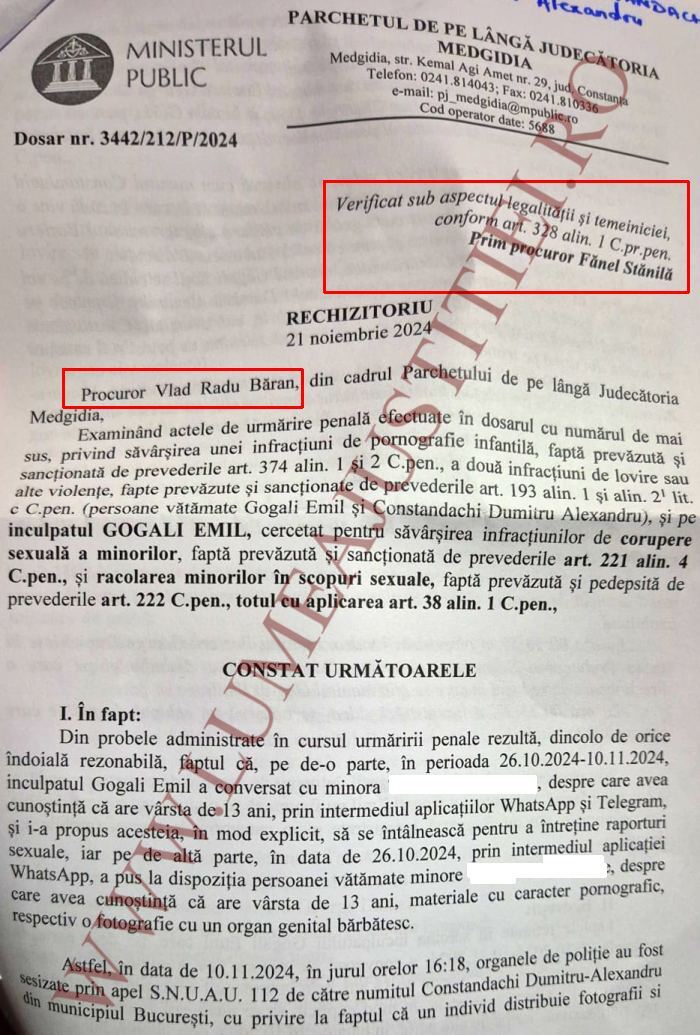 ANDACH
Alexandru
MINISTERUL
PUBLIC
PARCHETUL DE PE LÂNGĂ JUDECĂTORIA
MEDGIDIA
Medgidia, str. Kemal Agi Amet nr. 29, jud. Constanța
Telefon: 0241.814043; Fax: 0241.810336
e-mail: pj_medgidia@mpublic.ro
Cod operator date: 5688
Dosar nr. 3442/212/P/2024
Verificat sub aspectul legalității și temeiniciei,
conform art. 328 alin. 1 C.pr.pen.
Prim procuror Fănel Stănilă
RECHIZITORIU
21 noiembrie 2024
Procuror Vlad Radu Băran, din cadrul Parchetului de pe lângă Judecătoria
Medgidia,
Examinând actele de urmărire penală efectuate în dosarul cu numărul de mai
sus, privind săvârșirea unei infracțiuni de pornografie infantilă, faptă prevăzută și
sancționată de prevederile art. 374 alin. 1 și 2 C.pen., a două infracțiuni de lovire sau
alte violențe, fapte prevăzute și sancționate de prevederile art. 193 alin. 1 și alin. 2¹ lit.
c C.pen. (persoane vătămate Gogali Emil și Constandachi Dumitru Alexandru), și pe
inculpatul GOGALI EMIL, cercetat pentru săvârșirea infracțiunilor de corupere
sexuală a minorilor, faptă prevăzută și sancționată de prevederile art. 221 alin. 4
C.pen., și racolarea minorilor în scopuri sexuale, faptă prevăzută și pedepsită de
prevederile art. 222 C.pen., totul cu aplicarea art. 38 alin. 1 C.pen.,
CONSTAT URMĂTOARELE
I. În fapt:
Din probele administrate în cursul urmăririi penale rezultă, dincolo de orice
îndoială rezonabilă, faptul că, pe de-o parte, în perioada 26.10.2024-10.11.2024,
inculpatul Gogali Emil a conversat cu minora , despre care avea
cunoștință că are vârsta de 13 ani, prin intermediul aplicațiilor WhatsApp și Telegram,
și i-a propus acesteia, în mod explicit, să se întâlnească pentru a întreține raporturi
sexuale, iar pe de altă parte, în data de 26.10.2024, prin intermediul aplicației
WhatsApp, a pus la dispoziția persoanei vătămate minore , despre
care avea cunoștință că are vârsta de 13 ani, materiale cu caracter pornografic,
respectiv o fotografie cu un organ genital bărbătesc.
Astfel, în data de 10.11.2024, în jurul orelor 16:18, organele de poliție au fost
sesizate prin apel S.N.U.A.U. 112 de către numitul Constandachi Dumitru-Alexandru
din municipiul București, cu privire la faptul că un individ distribuie fotografii și
WWW.LUMEAJUSTITIEI.RO